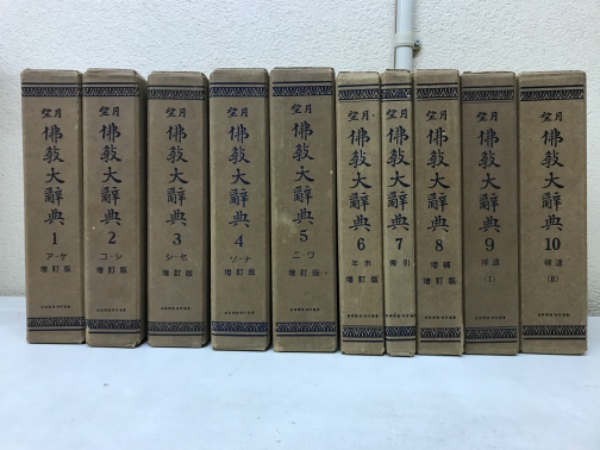 望月
佛教大辭典
1
ア-ケ
増訂版
望月
佛教大辭典
2
コ-シ
増訂版
望月
佛教大辭典
3
シ-セ
増訂版
望月
佛教大辭典
4
ソ-ナ
増訂版
望月
佛教大辭典
5
ニ-ワ
増訂版
望月
佛教大辭典
6
年表
増訂版
望月
佛教大辭典
7
索引
望月
佛教大辭典
8
増補
増訂版
望月
佛教大辭典
9
補遺
(I)
望月
佛教大辭典
10
補遺
(II)